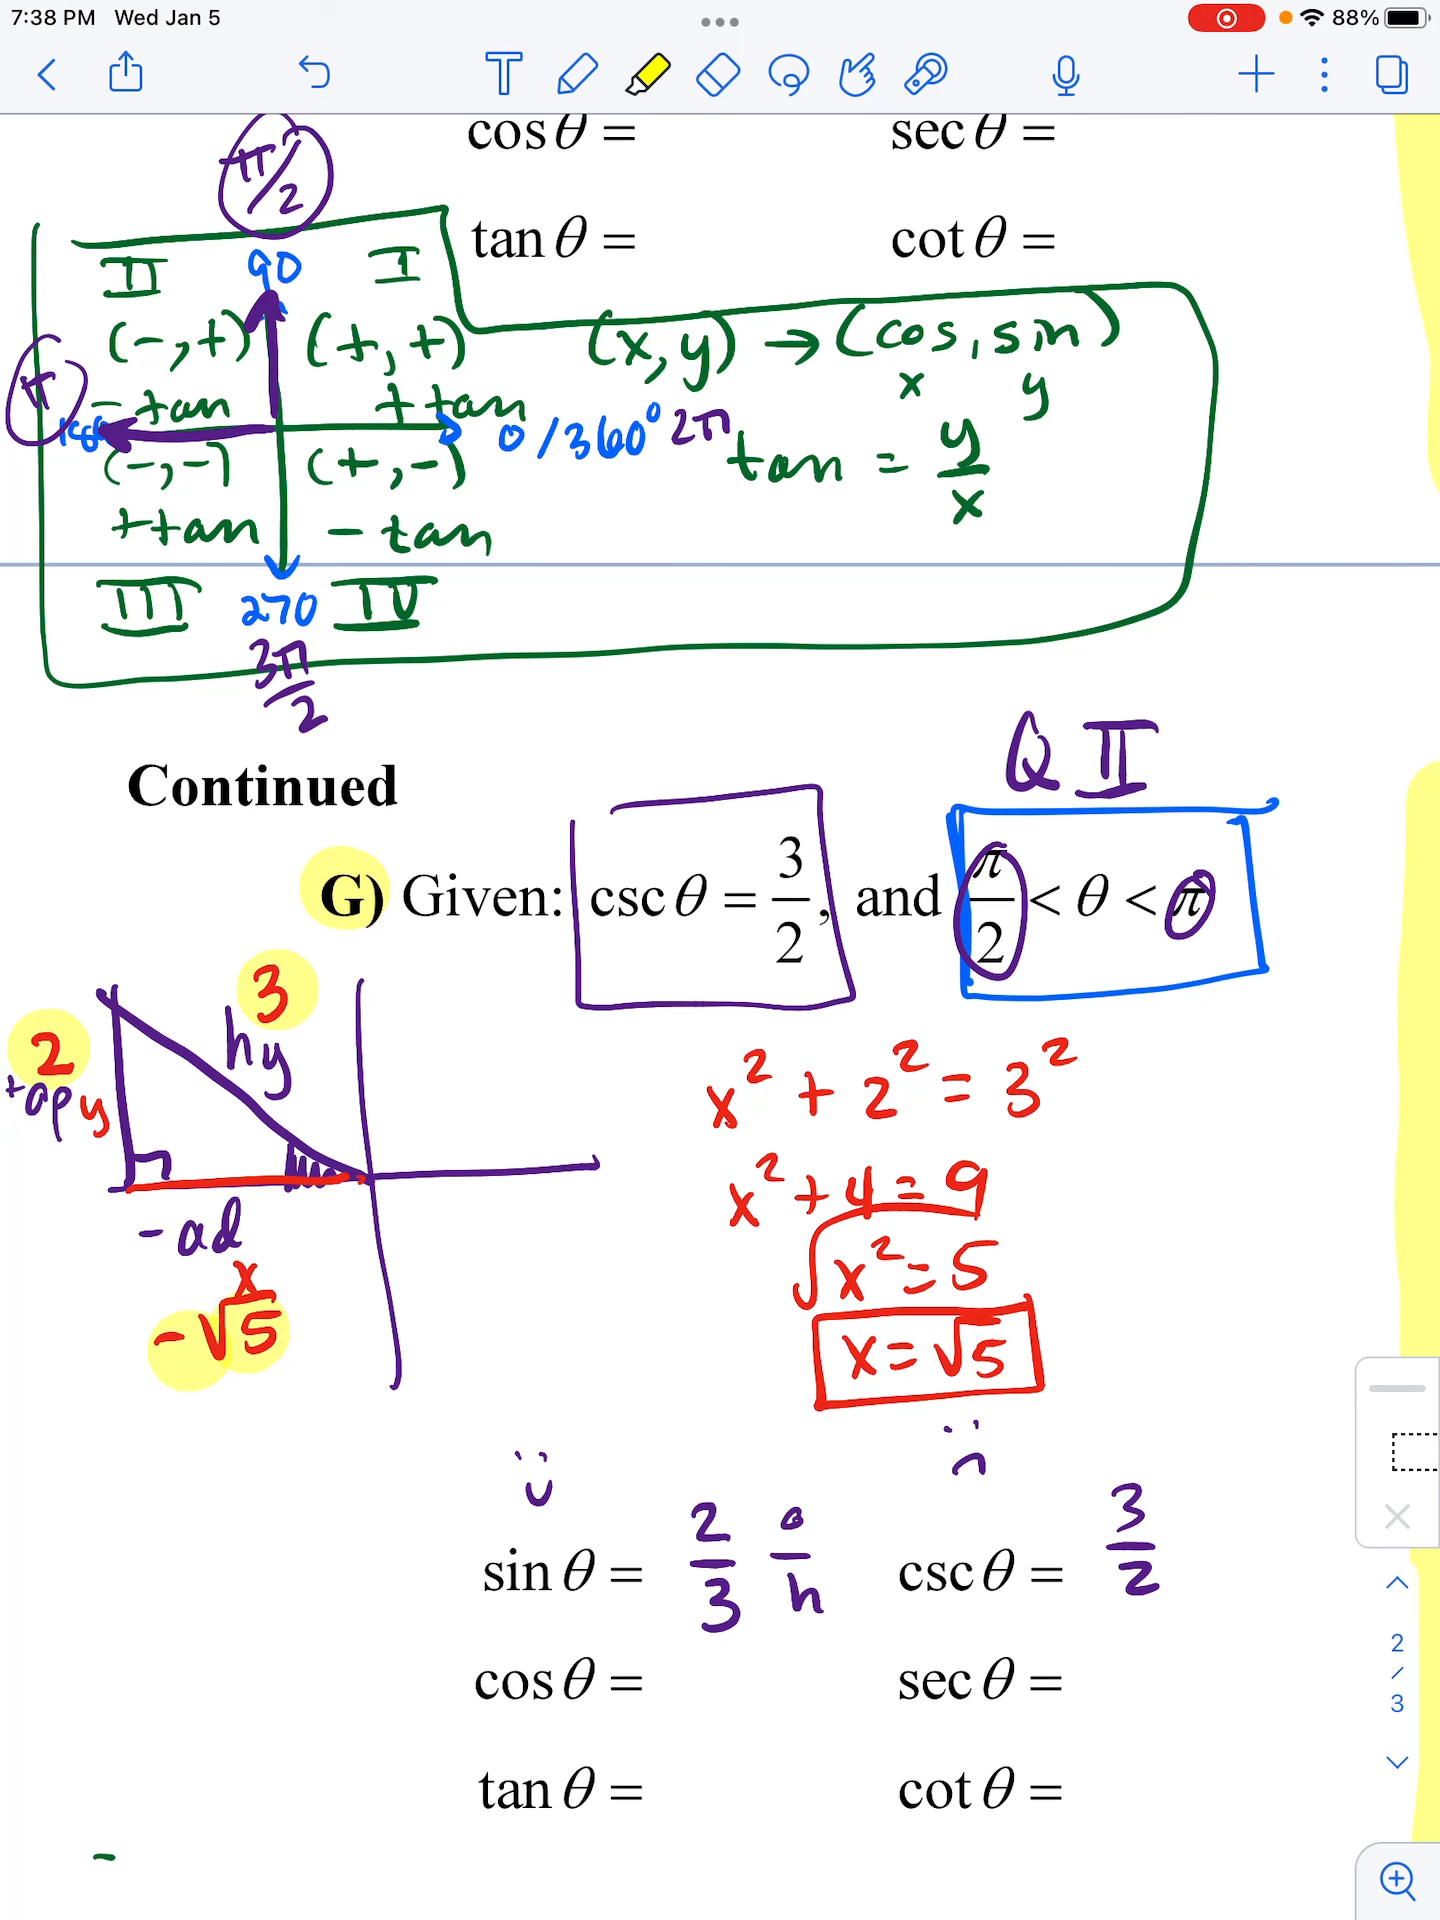 7:38 PM Wed Jan 5
88%
T
cos θ = sec θ =
π/2
tan θ = cot θ =
II 90 I
(-,+) (+,+) (x,y) → (cos, sin)
x y
π - tan + tan
180 0/360° 2π
(-,-) (+,-) tan = y/x
+tan - tan
III 270 IV
3π/2
Q II
Continued
G) Given: csc θ = 3/2, and π/2 < θ < π
3
hy
2
+op y
x² + 2² = 3²
x² + 4 = 9
-ad
x
√x² = 5
-√5
x = √5
sin θ = 2/3 o/h csc θ = 3/2
cos θ = sec θ =
2/3
tan θ = cot θ =
-